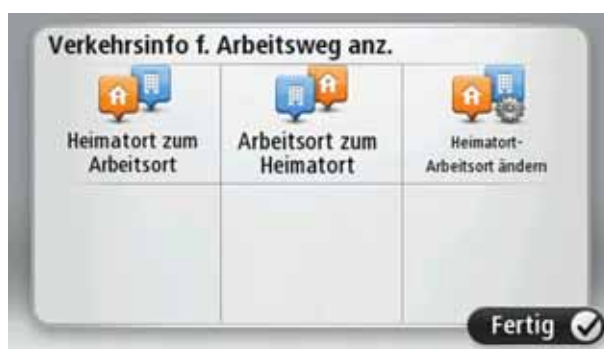 Verkehrsinfo f. Arbeitsweg anz.
Heimatort zum
Arbeitsort
Arbeitsort zum
Heimatort
Heimatort-
Arbeitsort ändern
Fertig